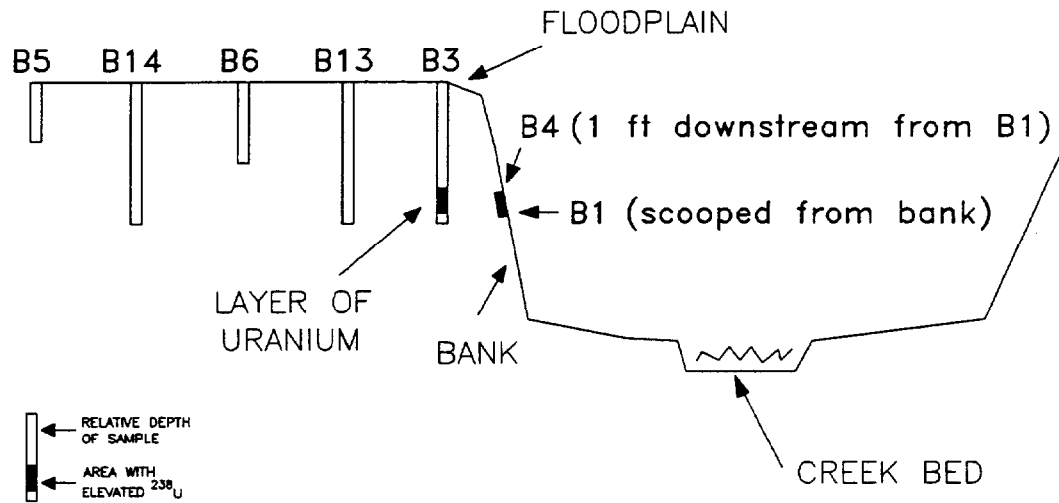 FLOODPLAIN
B5 B14 B6 B13 B3
B4 (1 ft downstream from B1)
B1 (scooped from bank)
LAYER OF
URANIUM
BANK
CREEK BED
RELATIVE DEPTH
OF SAMPLE
AREA WITH
ELEVATED ²³⁸U